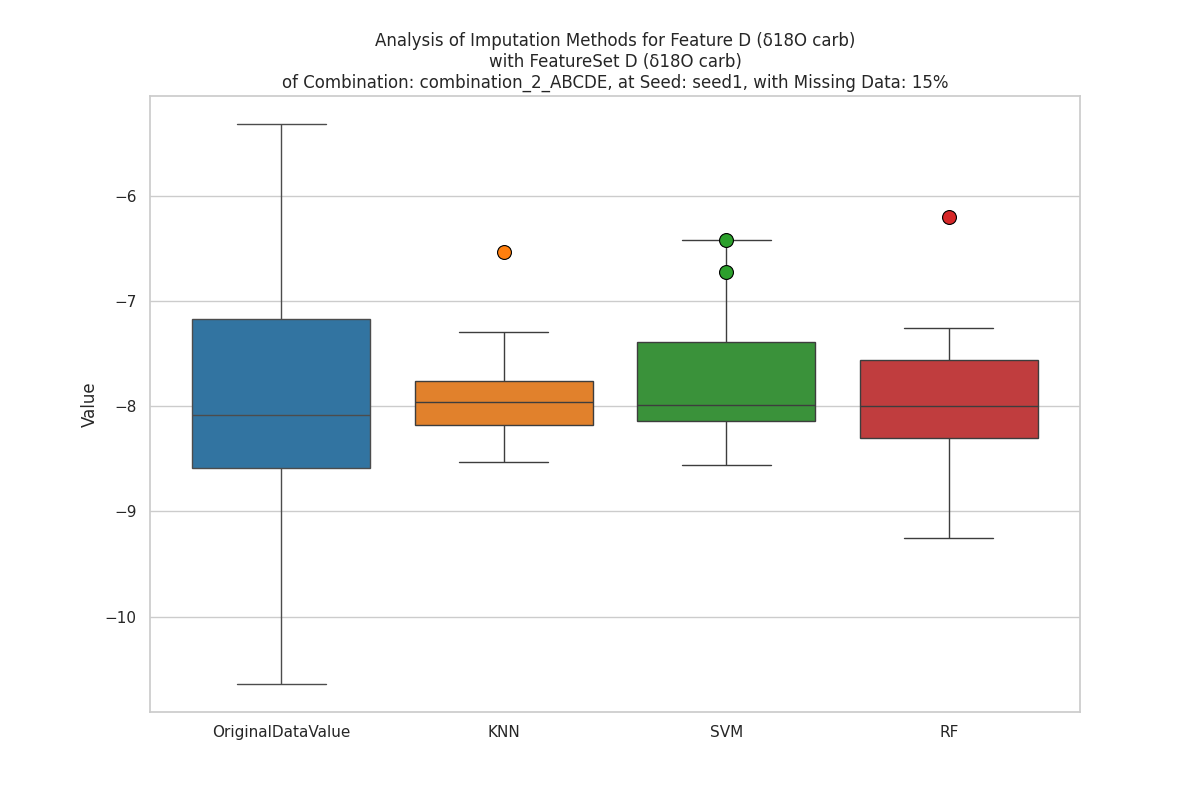 Analysis of Imputation Methods for Feature D (δ18O carb)
with FeatureSet D (δ18O carb)
of Combination: combination_2_ABCDE, at Seed: seed1, with Missing Data: 15%
Value
−6
−7
−8
−9
−10
OriginalDataValue
KNN
SVM
RF